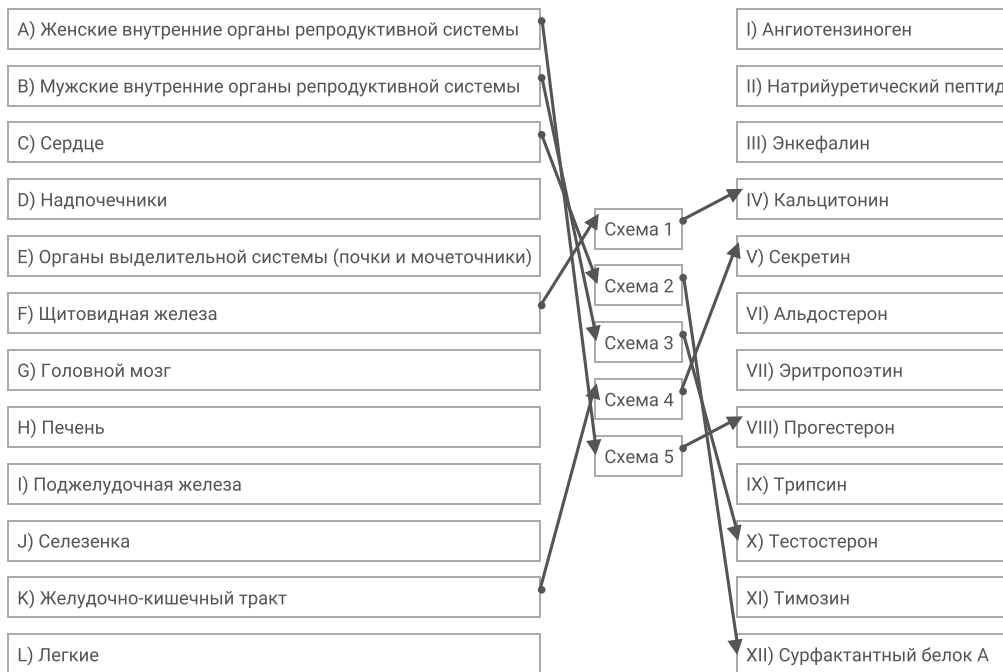 A) Женские внутренние органы репродуктивной системы
B) Мужские внутренние органы репродуктивной системы
C) Сердце
D) Надпочечники
E) Органы выделительной системы (почки и мочеточники)
F) Щитовидная железа
G) Головной мозг
H) Печень
I) Поджелудочная железа
J) Селезенка
K) Желудочно-кишечный тракт
L) Легкие
Схема 1
Схема 2
Схема 3
Схема 4
Схема 5
I) Ангиотензиноген
II) Натрийуретический пептид
III) Энкефалин
IV) Кальцитонин
V) Секретин
VI) Альдостерон
VII) Эритропоэтин
VIII) Прогестерон
IX) Трипсин
X) Тестостерон
XI) Тимозин
XII) Сурфактантный белок А